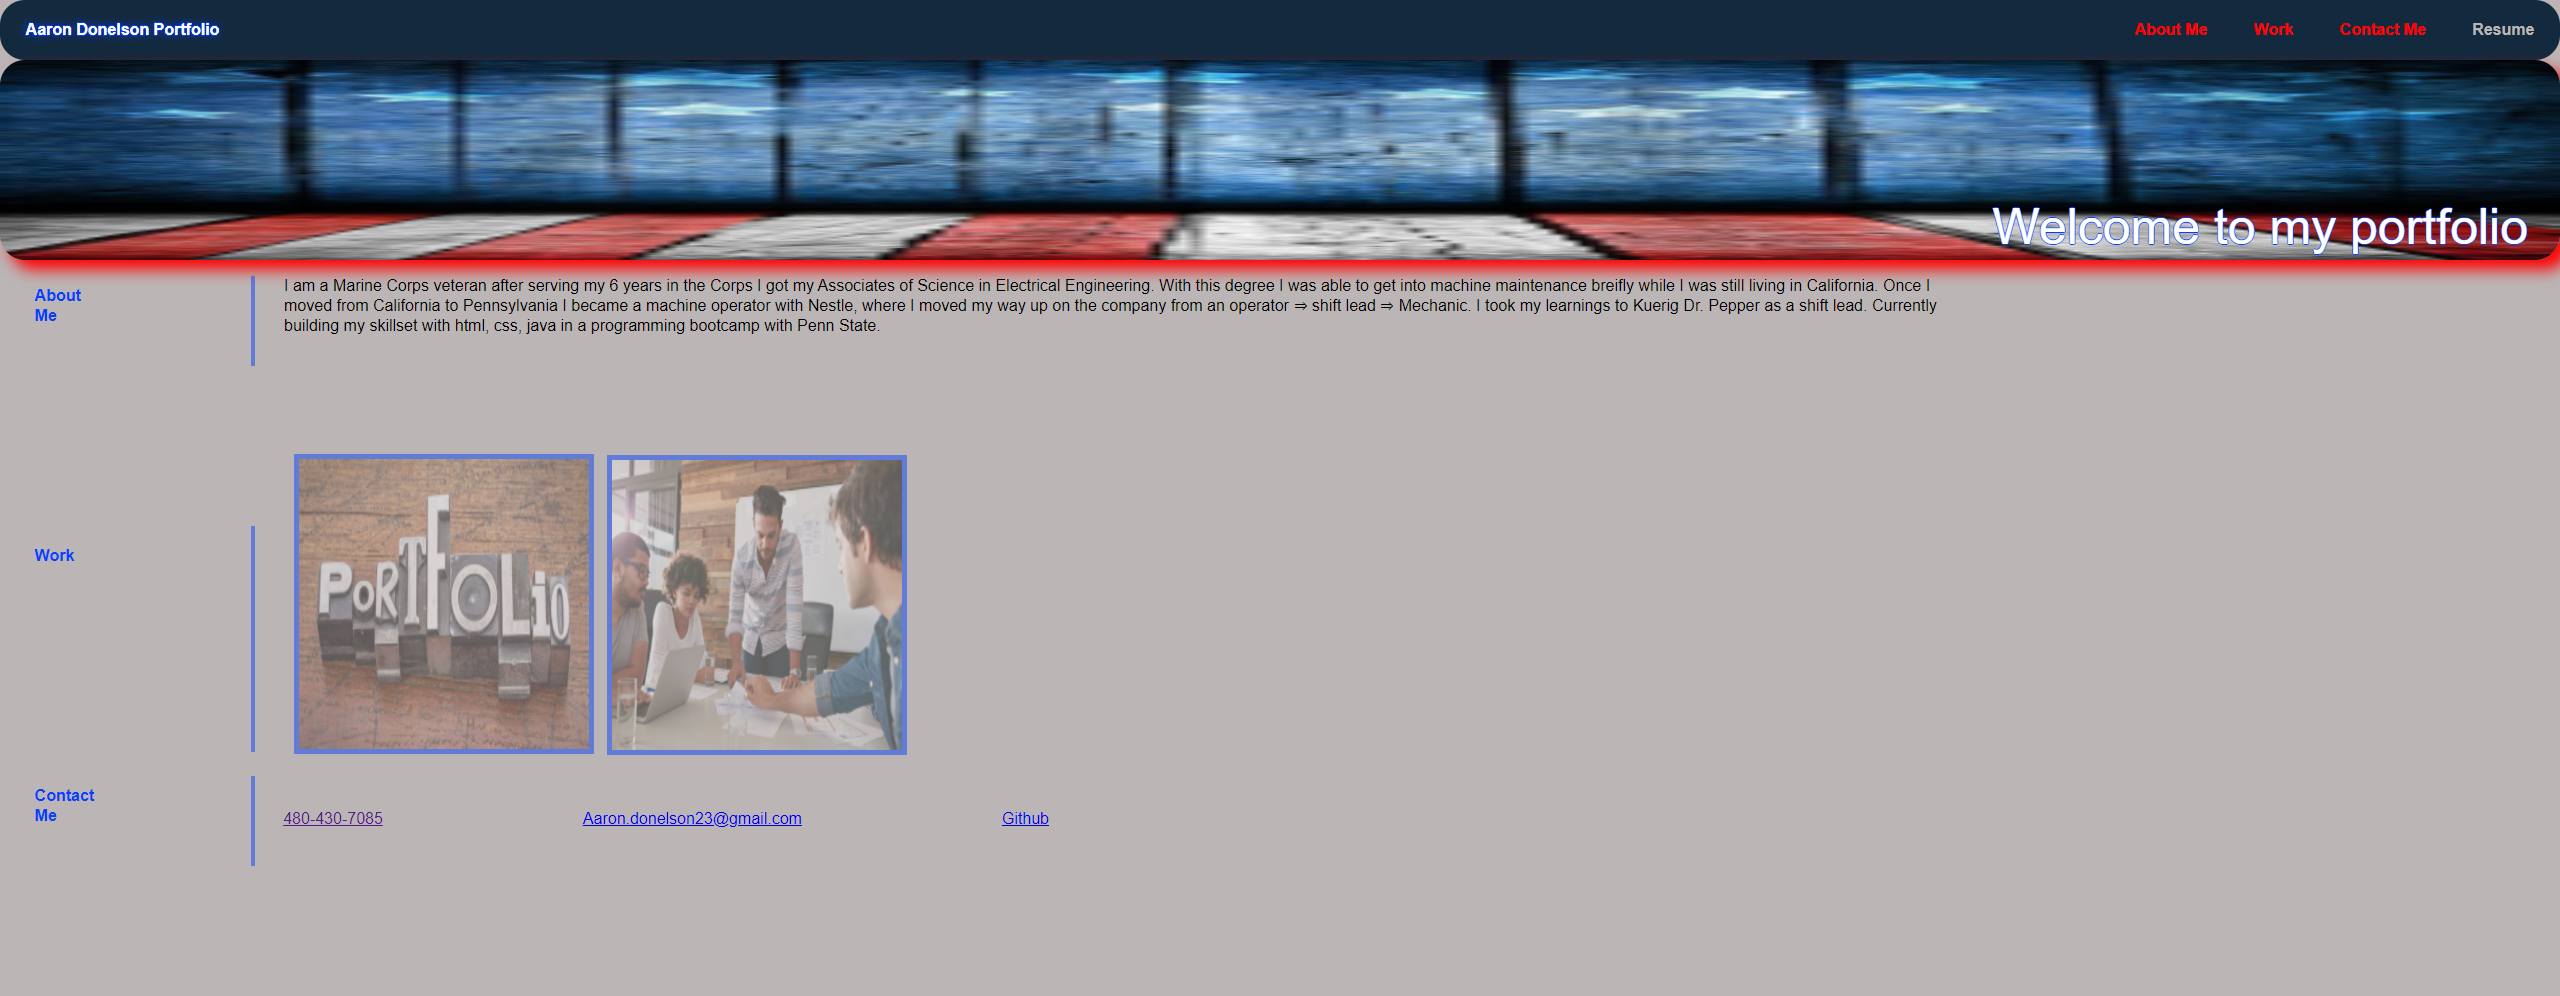 Aaron Donelson Portfolio
About Me
Work
Contact Me
Resume
Welcome to my portfolio
About
Me
I am a Marine Corps veteran after serving my 6 years in the Corps I got my Associates of Science in Electrical Engineering. With this degree I was able to get into machine maintenance breifly while I was still living in California. Once I
moved from California to Pennsylvania I became a machine operator with Nestle, where I moved my way up on the company from an operator ⇒ shift lead ⇒ Mechanic. I took my learnings to Kuerig Dr. Pepper as a shift lead. Currently
building my skillset with html, css, java in a programming bootcamp with Penn State.
Work
PoRTfOLiO
Contact
Me
480-430-7085
Aaron.donelson23@gmail.com
Github